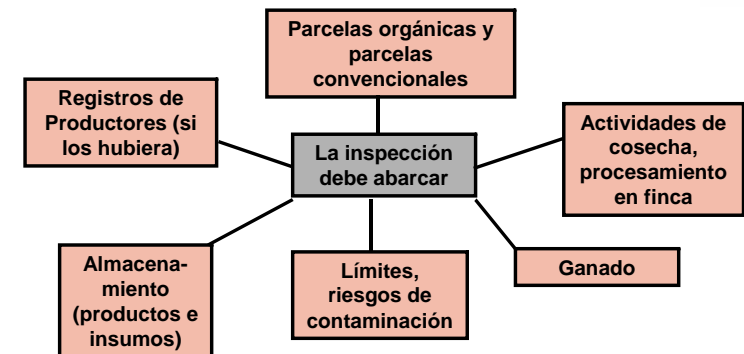 Parcelas orgánicas y
parcelas
convencionales
Registros de
Productores (si
los hubiera)
La inspección
debe abarcar
Actividades de
cosecha,
procesamiento
en finca
Almacena-
miento
(productos e
insumos)
Límites,
riesgos de
contaminación
Ganado